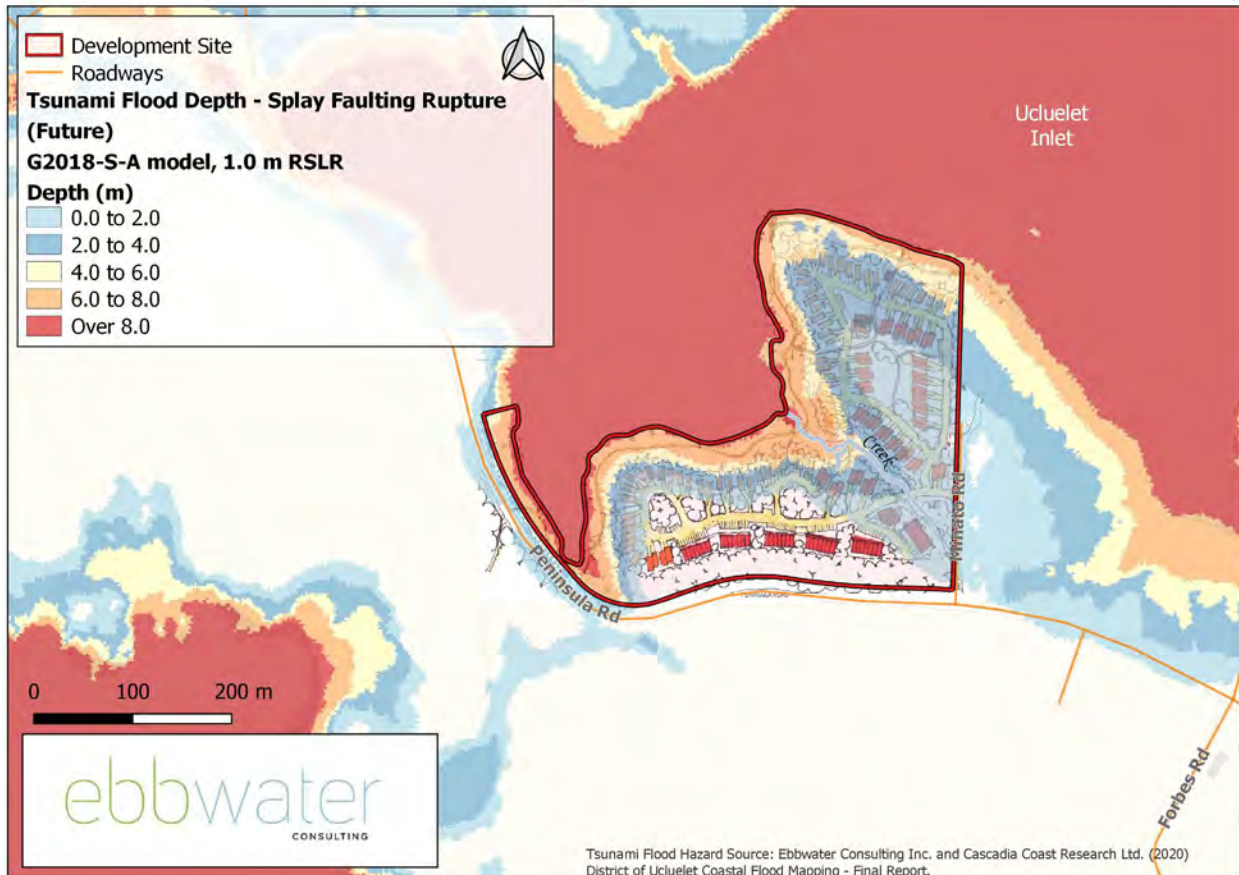 Development Site
Roadways
Tsunami Flood Depth - Splay Faulting Rupture
(Future)
G2018-S-A model, 1.0 m RSLR
Depth (m)
0.0 to 2.0
2.0 to 4.0
4.0 to 6.0
6.0 to 8.0
Over 8.0
Ucluelet
Inlet
Creek
Minato Rd
Peninsula Rd
Forbes Rd
0 100 200 m
ebbwater
CONSULTING
Tsunami Flood Hazard Source: Ebbwater Consulting Inc. and Cascadia Coast Research Ltd. (2020)
District of Ucluelet Coastal Flood Mapping - Final Report.